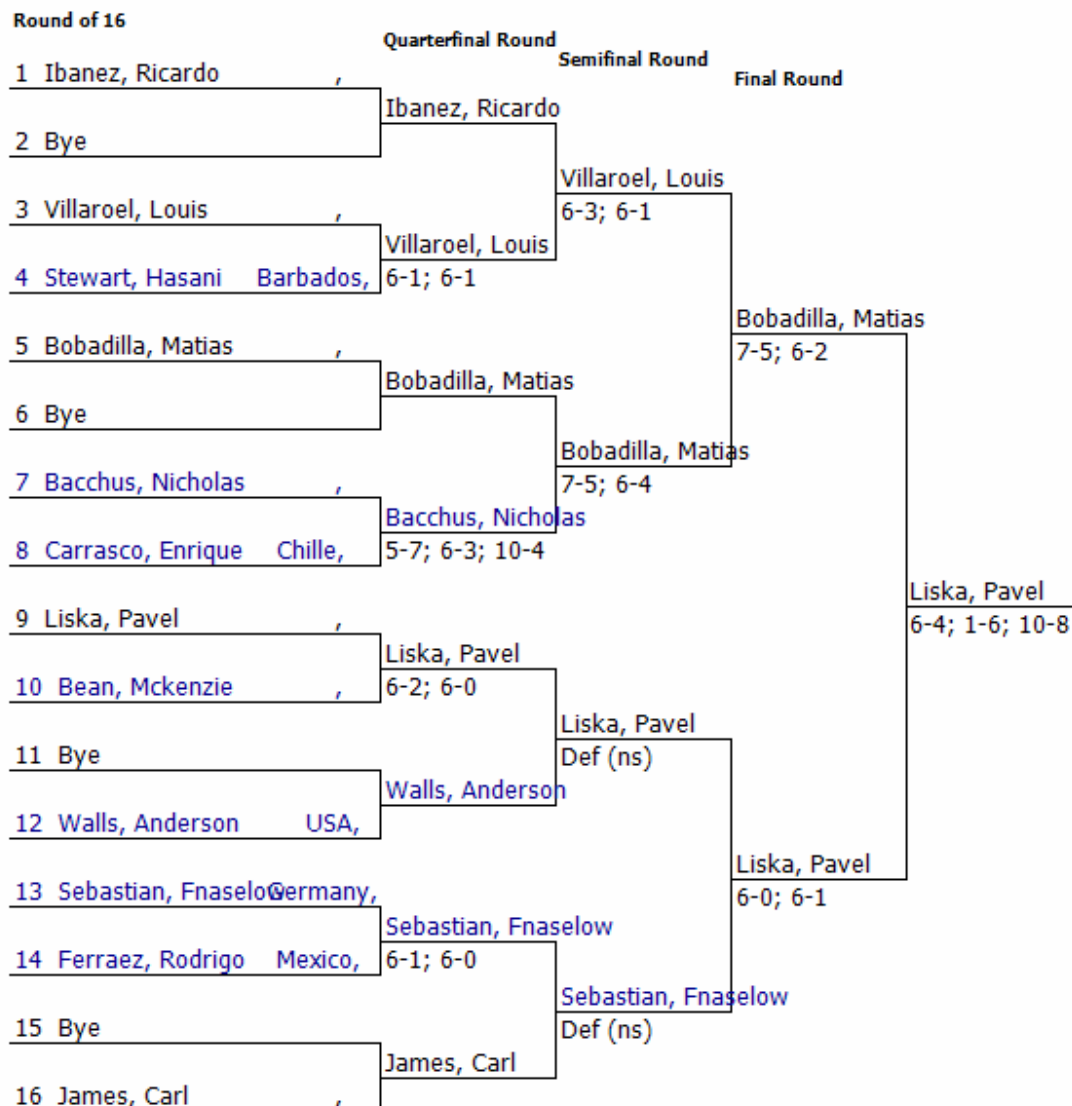 Round of 16
Quarterfinal Round
Semifinal Round
Final Round
1 Ibanez, Ricardo ,
Ibanez, Ricardo
2 Bye
Villaroel, Louis
6-3; 6-1
3 Villaroel, Louis ,
Villaroel, Louis
6-1; 6-1
4 Stewart, Hasani Barbados,
Bobadilla, Matias
7-5; 6-2
5 Bobadilla, Matias ,
Bobadilla, Matias
6 Bye
Bobadilla, Matias
7-5; 6-4
7 Bacchus, Nicholas ,
Bacchus, Nicholas
5-7; 6-3; 10-4
8 Carrasco, Enrique Chille,
Liska, Pavel
6-4; 1-6; 10-8
9 Liska, Pavel ,
Liska, Pavel
6-2; 6-0
10 Bean, Mckenzie ,
Liska, Pavel
Def (ns)
11 Bye
Walls, Anderson
12 Walls, Anderson USA,
Liska, Pavel
6-0; 6-1
13 Sebastian, Fnaselow Germany,
Sebastian, Fnaselow
6-1; 6-0
14 Ferraez, Rodrigo Mexico,
Sebastian, Fnaselow
Def (ns)
15 Bye
James, Carl
16 James, Carl ,